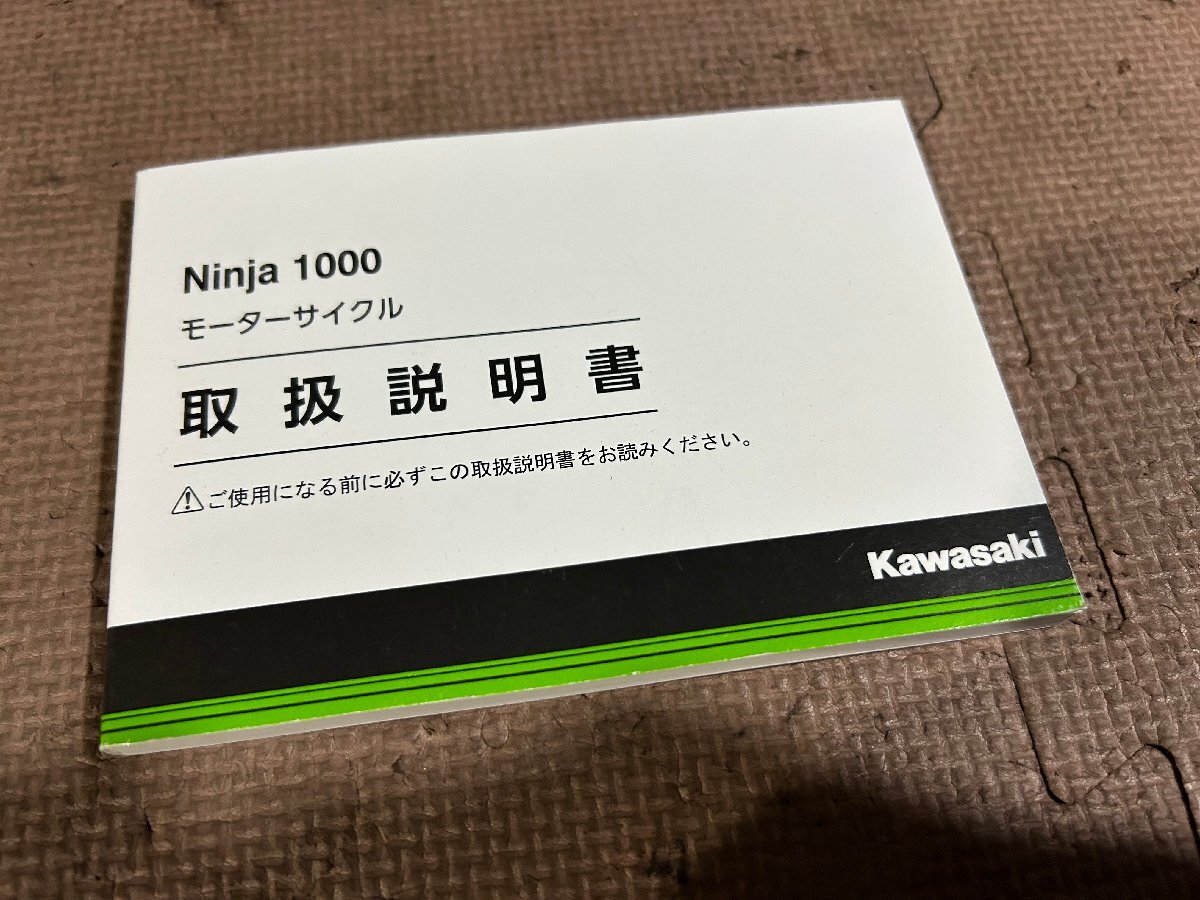 Ninja 1000
モーターサイクル
取扱説明書
⚠ご使用になる前に必ずこの取扱説明書をお読みください。
Kawasaki